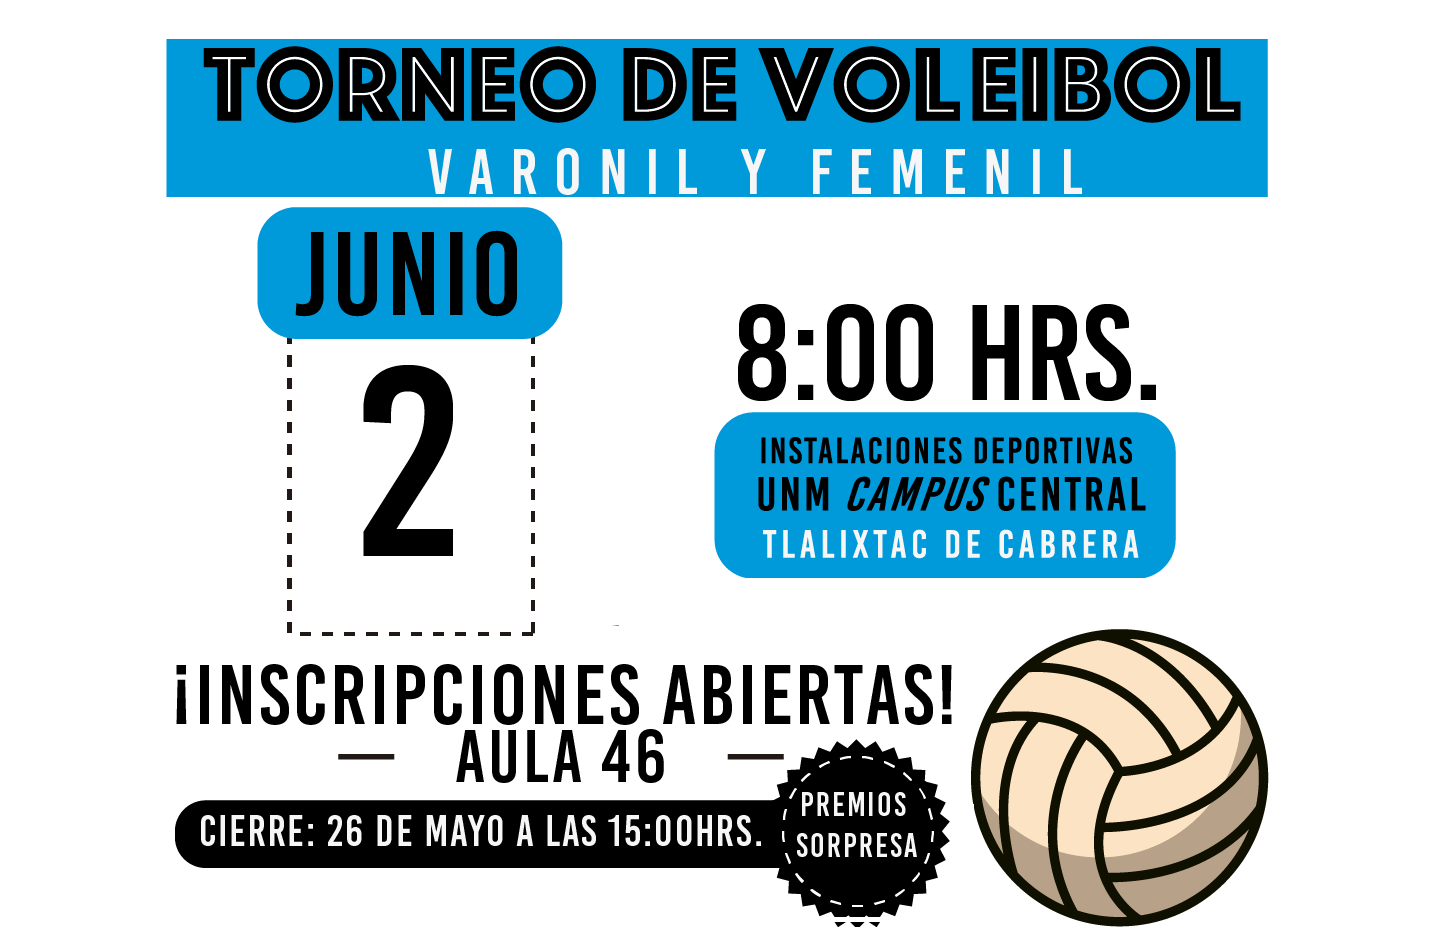 TORNEO DE VOLEIBOL
VARONIL Y FEMENIL
JUNIO
2
8:00 HRS.
INSTALACIONES DEPORTIVAS
UNM CAMPUS CENTRAL
TLALIXTAC DE CABRERA
¡INSCRIPCIONES ABIERTAS!
— AULA 46 —
CIERRE: 26 DE MAYO A LAS 15:00HRS.
PREMIOS
SORPRESA